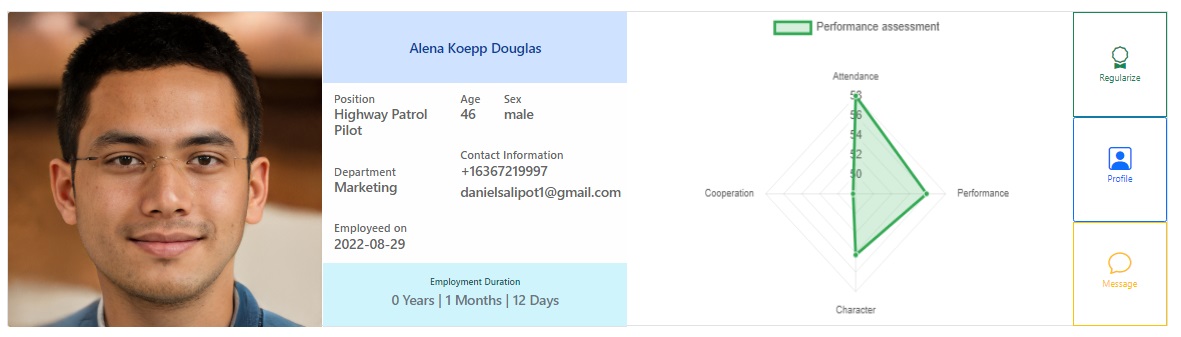 Alena Koepp Douglas
Position
Highway Patrol
Pilot
Age
46
Sex
male
Department
Marketing
Contact Information
+16367219997
danielsalipot1@gmail.com
Employeed on
2022-08-29
Employment Duration
0 Years | 1 Months | 12 Days
Performance assessment
Attendance
58
56
54
52
50
Cooperation
Performance
Character
Regularize
Profile
Message